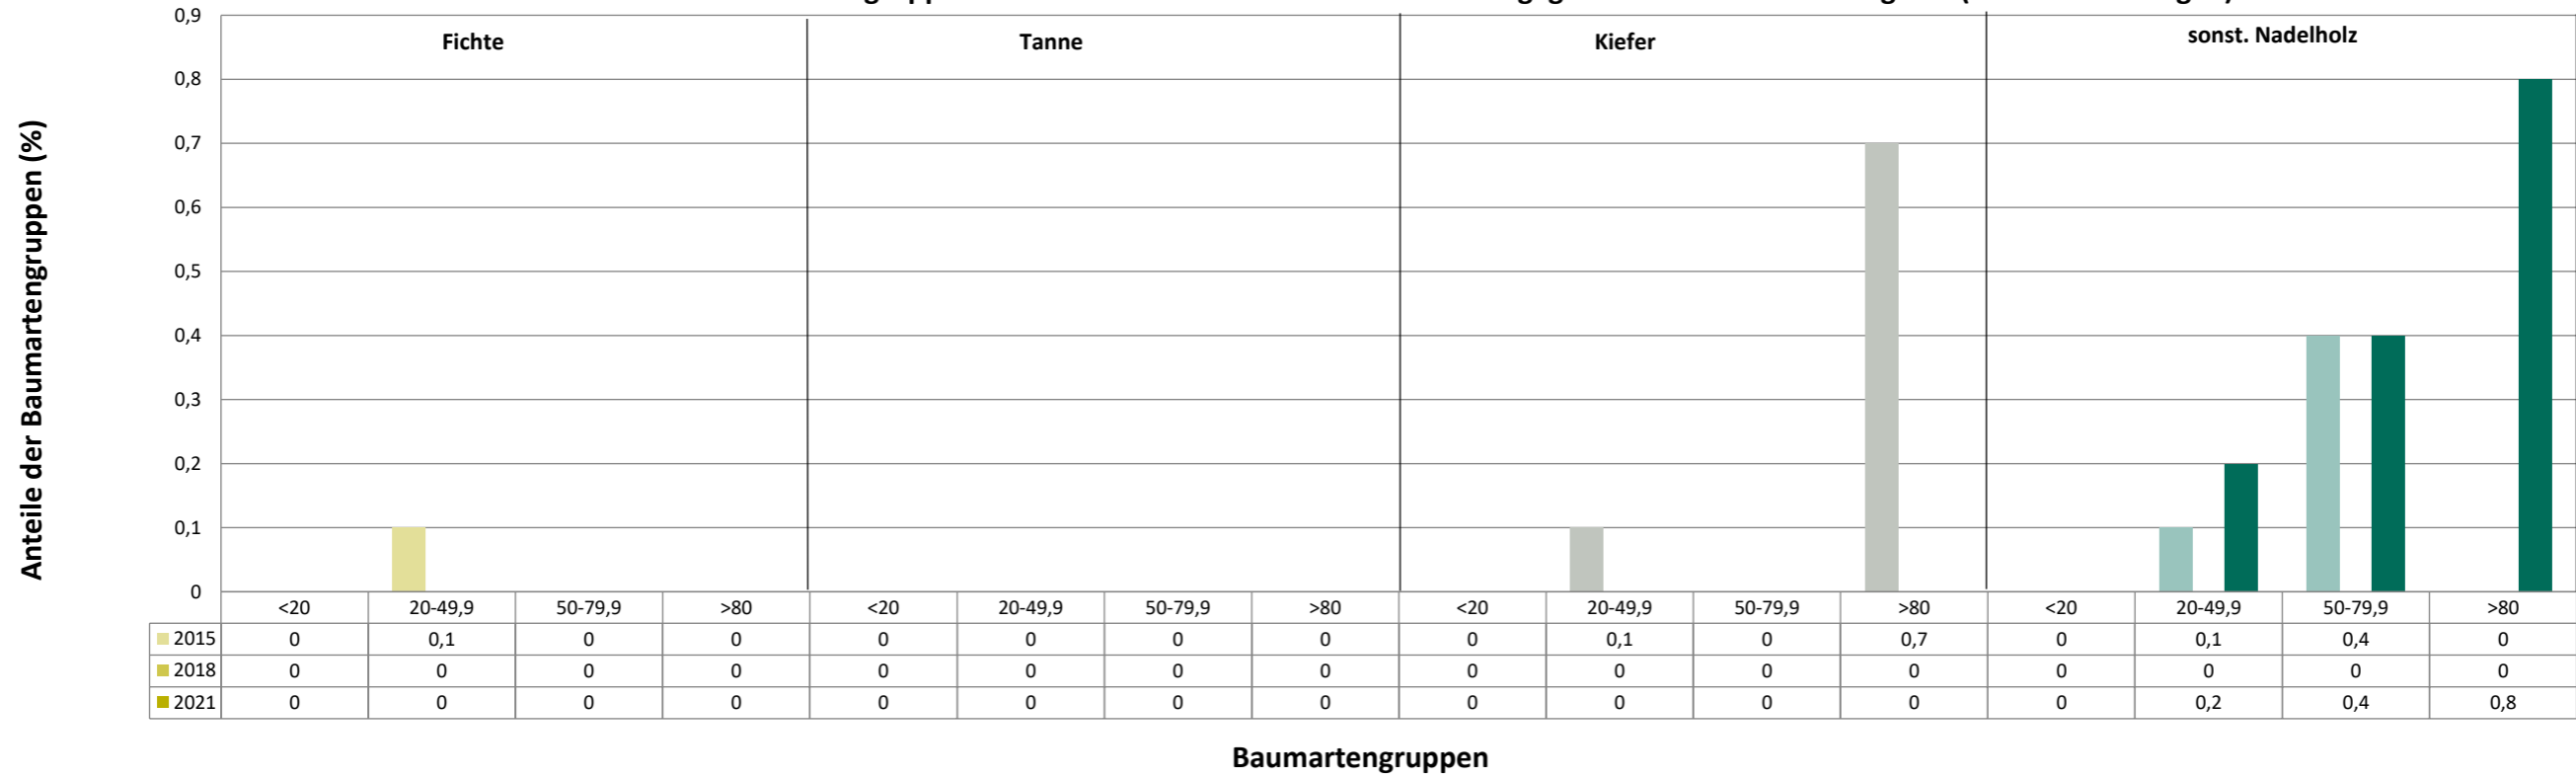 0,9
Fichte Tanne Kiefer sonst. Nadelholz
0,8
0,7
0,6
0,5
0,4
0,3
0,2
0,1
0
Anteile der Baumartengruppen (%)
<20 20-49,9 50-79,9 >80 <20 20-49,9 50-79,9 >80 <20 20-49,9 50-79,9 >80 <20 20-49,9 50-79,9 >80
2015 0 0,1 0 0 0 0 0 0 0 0,1 0 0,7 0 0,1 0,4 0
2018 0 0 0 0 0 0 0 0 0 0 0 0 0 0 0 0
2021 0 0 0 0 0 0 0 0 0 0 0 0 0 0,2 0,4 0,8
Baumartengruppen